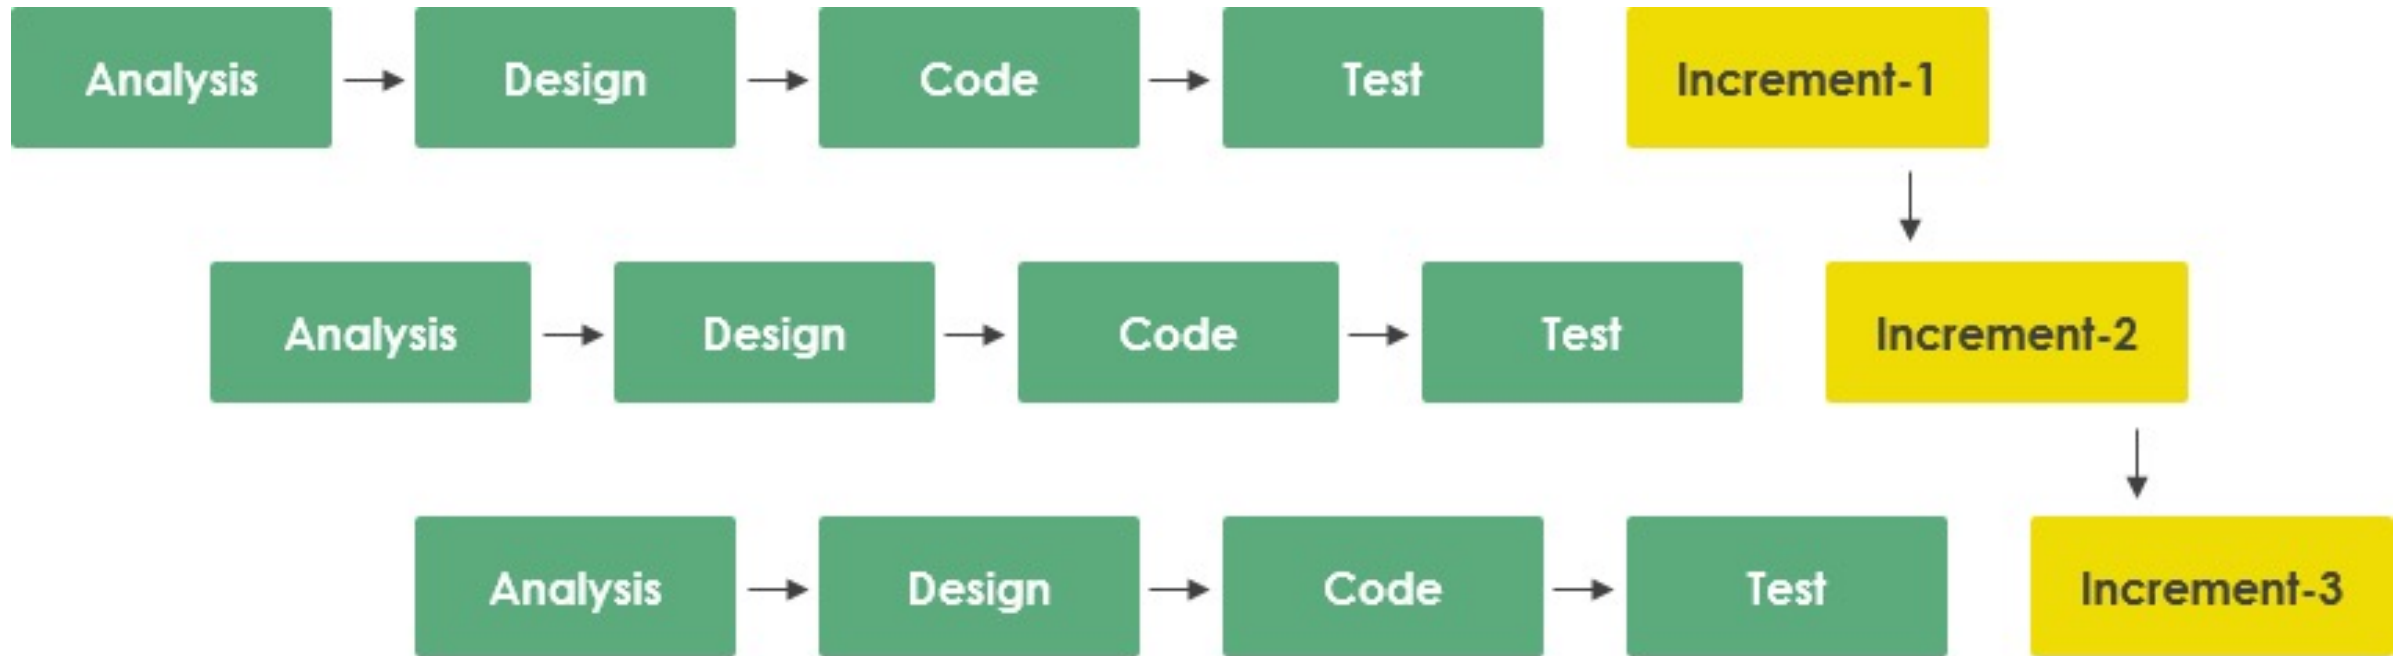 Analysis Design Code Test Increment-1
Analysis Design Code Test Increment-2
Analysis Design Code Test Increment-3